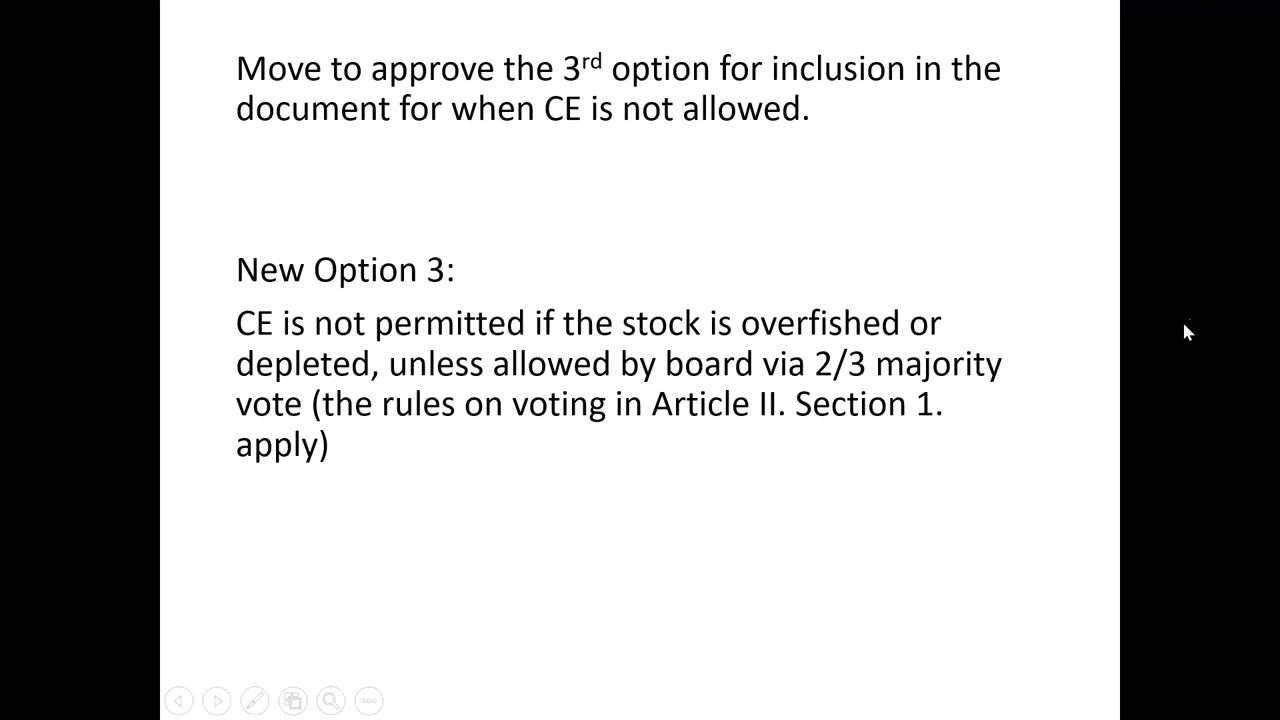 Move to approve the 3rd option for inclusion in the
document for when CE is not allowed.
New Option 3:
CE is not permitted if the stock is overfished or
depleted, unless allowed by board via 2/3 majority
vote (the rules on voting in Article II. Section 1.
apply)